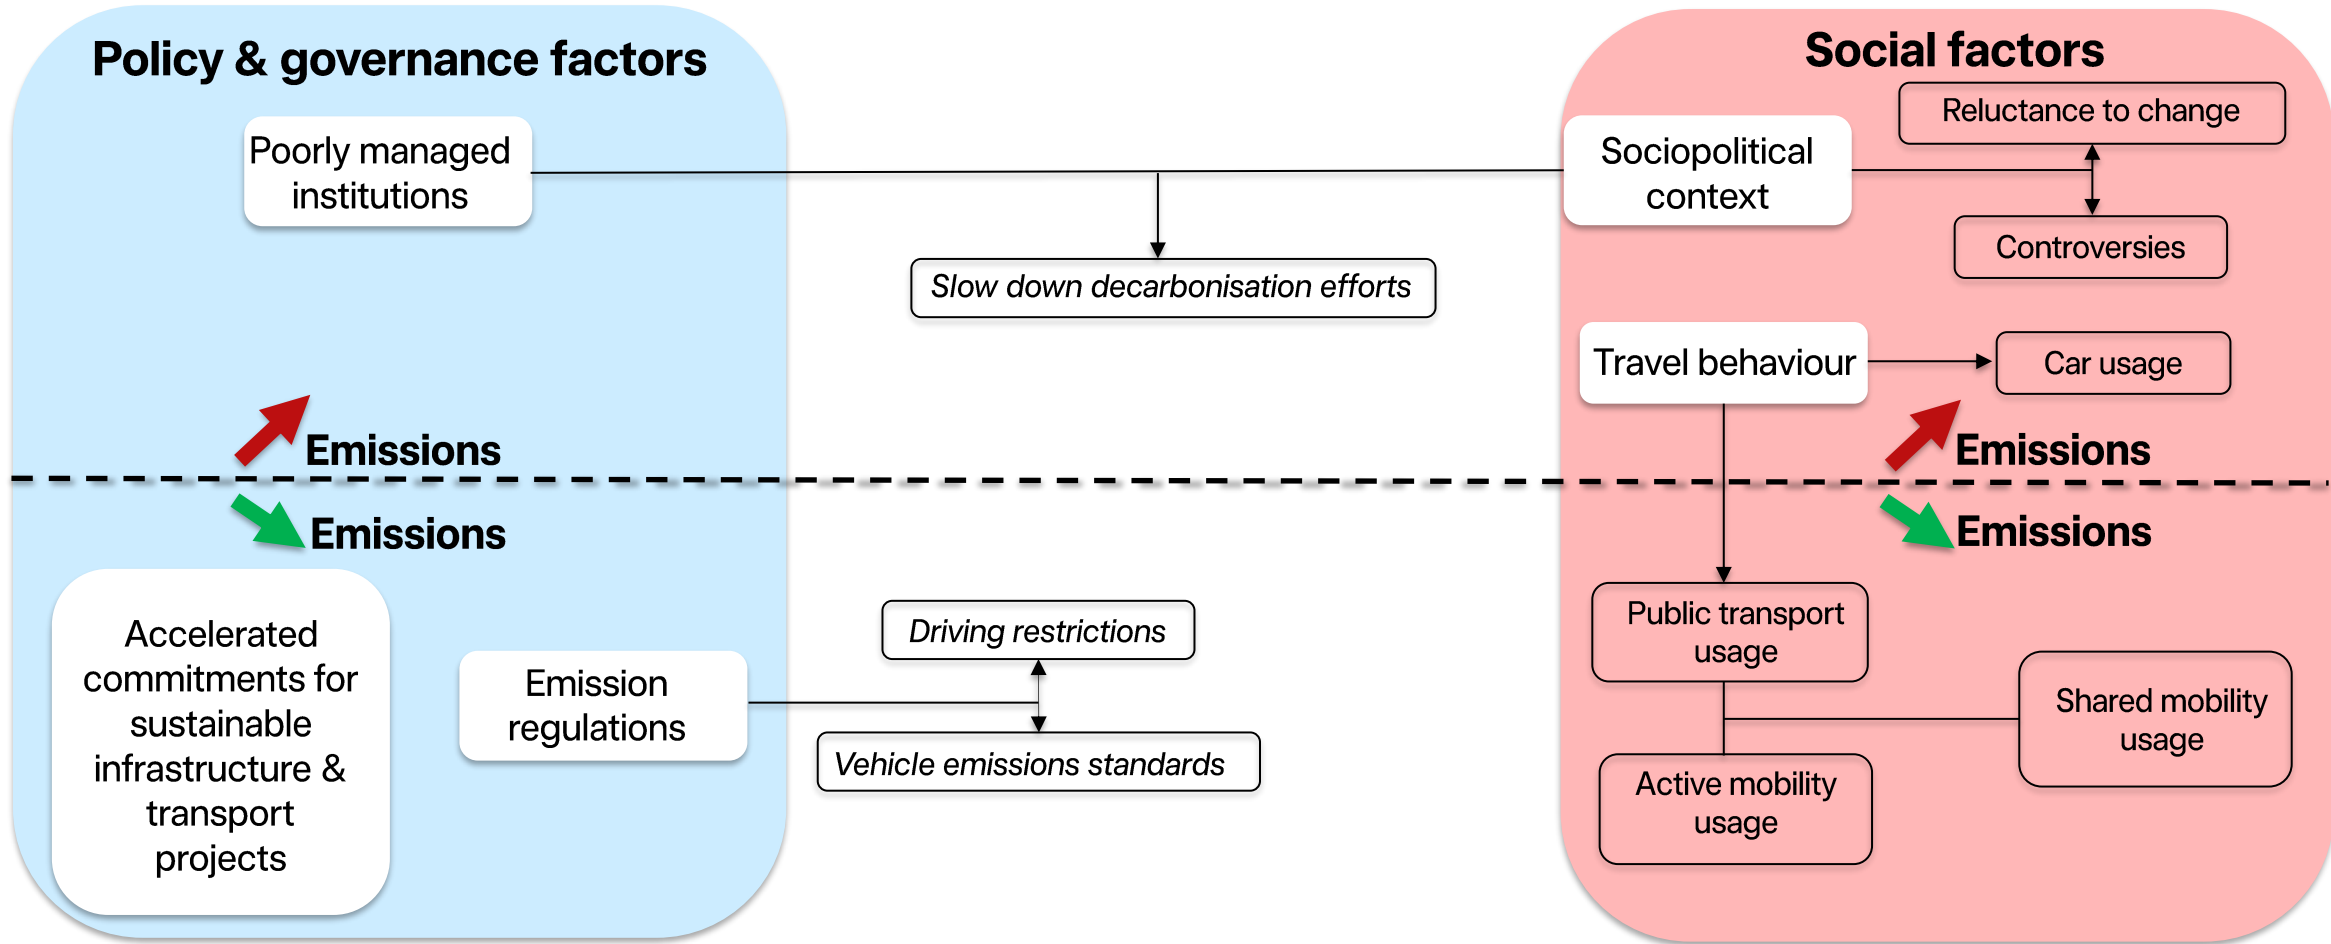 Policy & governance factors
Poorly managed
institutions
Slow down decarbonisation efforts
Social factors
Sociopolitical
context
Reluctance to change
Controversies
Travel behaviour
Car usage
Emissions
Emissions
Emissions
Emissions
Accelerated
commitments for
sustainable
infrastructure &
transport
projects
Emission
regulations
Driving restrictions
Vehicle emissions standards
Public transport
usage
Shared mobility
usage
Active mobility
usage